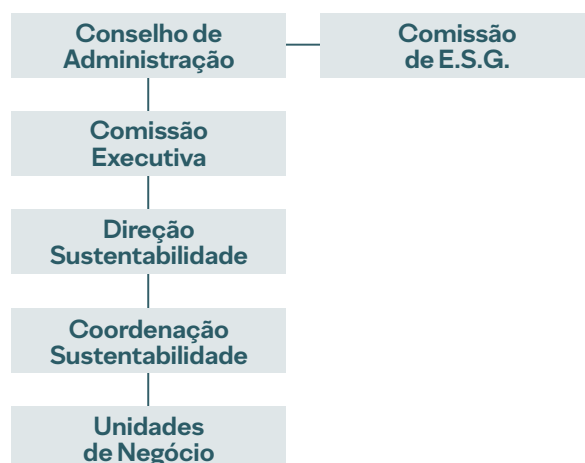 Conselho de
Administração
Comissão
de E.S.G.
Comissão
Executiva
Direção
Sustentabilidade
Coordenação
Sustentabilidade
Unidades
de Negócio